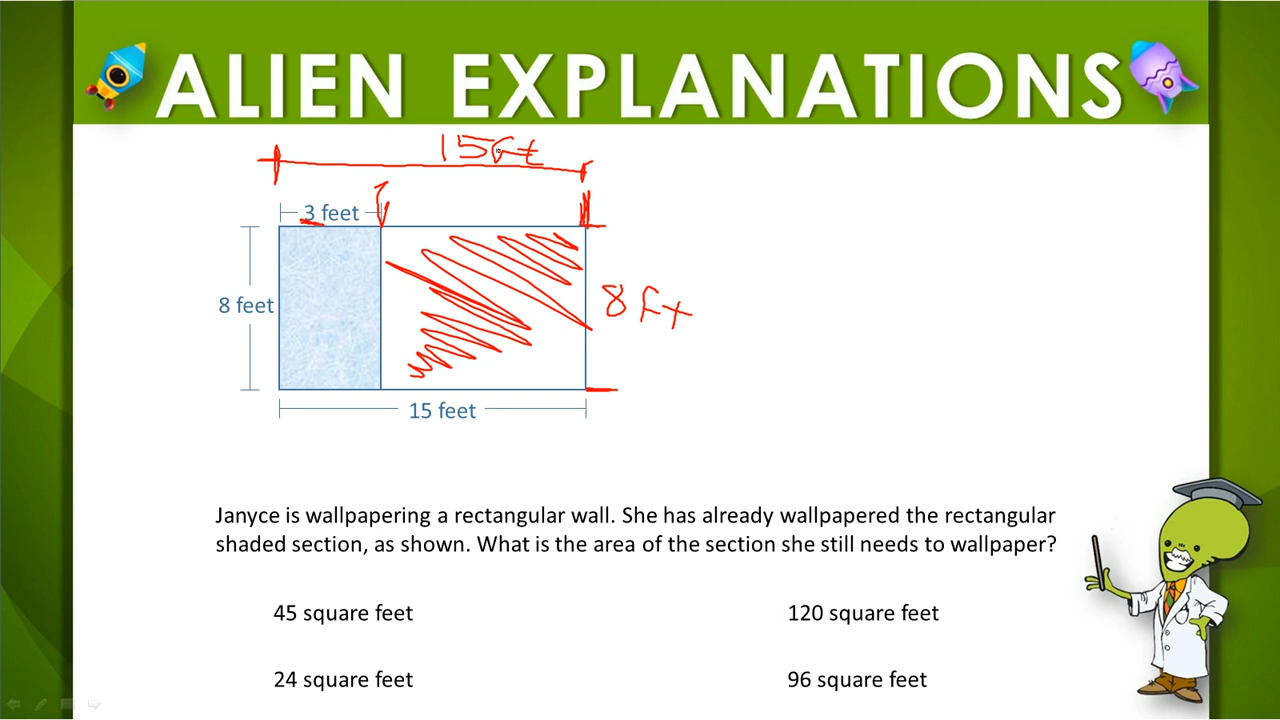 ALIEN EXPLANATIONS
15ft
3 feet
8 feet
8 ft
15 feet
Janyce is wallpapering a rectangular wall. She has already wallpapered the rectangular
shaded section, as shown. What is the area of the section she still needs to wallpaper?
45 square feet
120 square feet
24 square feet
96 square feet